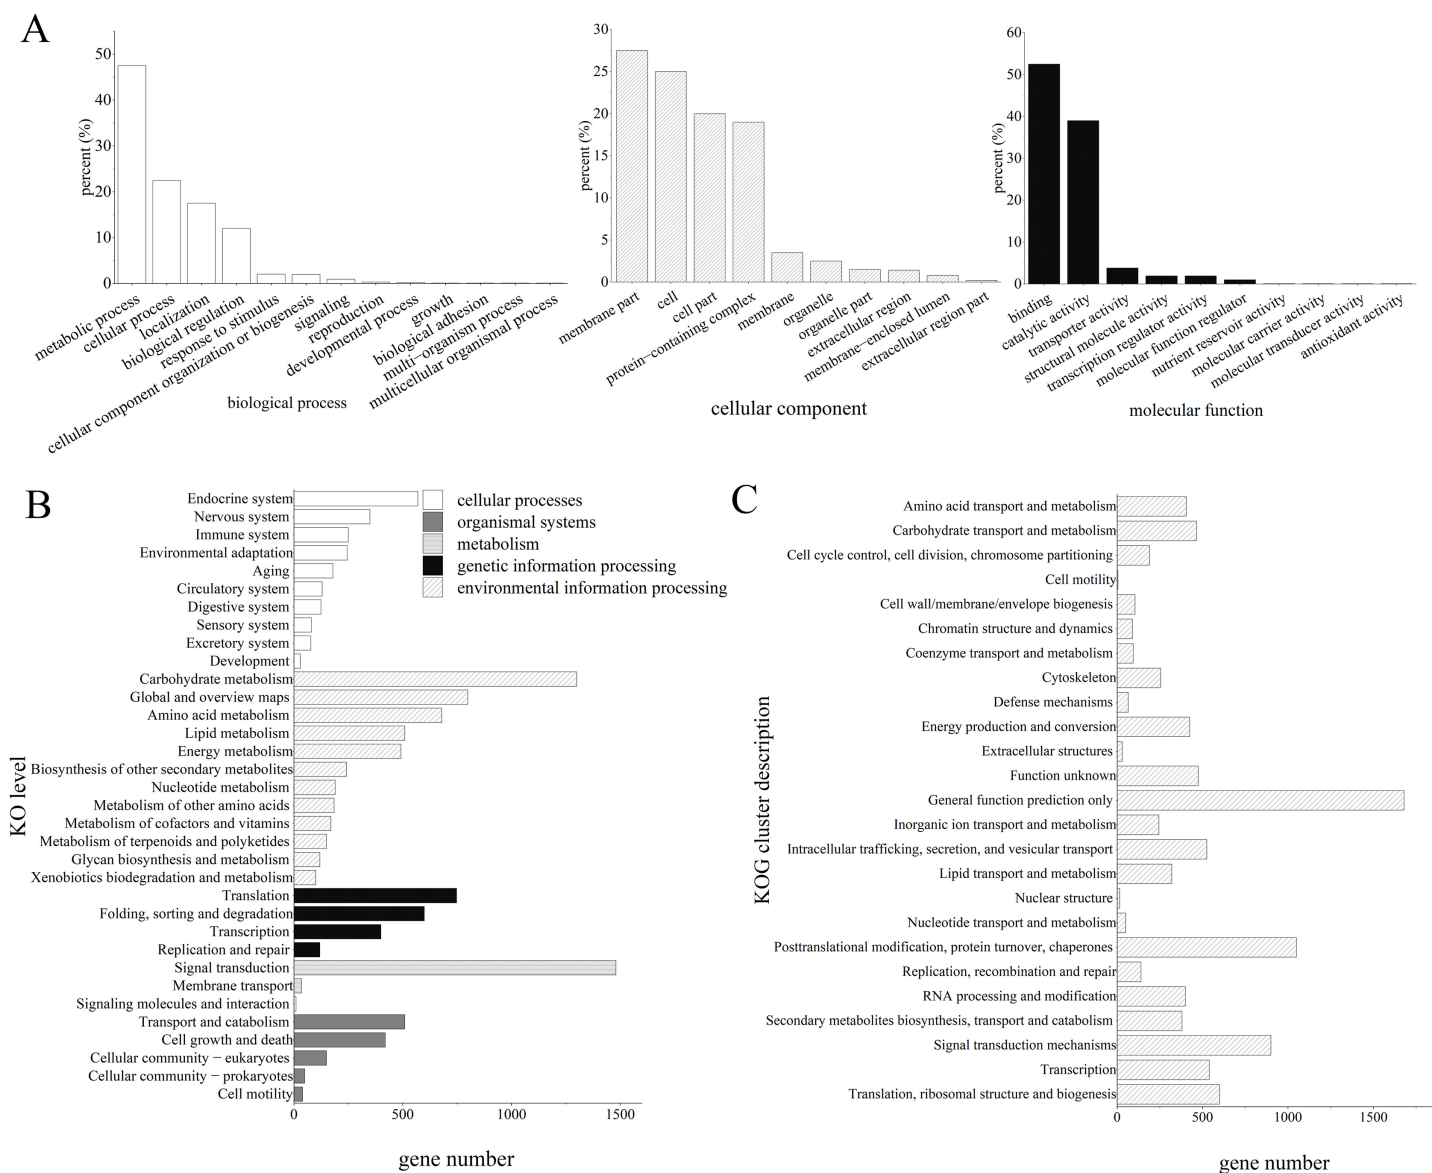 A
percent (%)
50
40
30
20
10
0
metabolic process
cellular process
localization
biological regulation
response to stimulus
cellular component organization or biogenesis
signaling
reproduction
developmental process
growth
biological adhesion
multi−organism process
multicellular organismal process
biological process
percent (%)
30
25
20
15
10
5
0
membrane part
cell
cell part
protein−containing complex
membrane
organelle
organelle part
extracellular region
membrane−enclosed lumen
extracellular region part
cellular component
percent (%)
60
50
40
30
20
10
0
binding
catalytic activity
transporter activity
structural molecule activity
transcription regulator activity
molecular function regulator
nutrient reservoir activity
molecular carrier activity
molecular transducer activity
antioxidant activity
molecular function
B
KO level
Endocrine system
Nervous system
Immune system
Environmental adaptation
Aging
Circulatory system
Digestive system
Sensory system
Excretory system
Development
Carbohydrate metabolism
Global and overview maps
Amino acid metabolism
Lipid metabolism
Energy metabolism
Biosynthesis of other secondary metabolites
Nucleotide metabolism
Metabolism of other amino acids
Metabolism of cofactors and vitamins
Metabolism of terpenoids and polyketides
Glycan biosynthesis and metabolism
Xenobiotics biodegradation and metabolism
Translation
Folding, sorting and degradation
Transcription
Replication and repair
Signal transduction
Membrane transport
Signaling molecules and interaction
Transport and catabolism
Cell growth and death
Cellular community − eukaryotes
Cellular community − prokaryotes
Cell motility
0 500 1000 1500
gene number
cellular processes
organismal systems
metabolism
genetic information processing
environmental information processing
C
KOG cluster description
Amino acid transport and metabolism
Carbohydrate transport and metabolism
Cell cycle control, cell division, chromosome partitioning
Cell motility
Cell wall/membrane/envelope biogenesis
Chromatin structure and dynamics
Coenzyme transport and metabolism
Cytoskeleton
Defense mechanisms
Energy production and conversion
Extracellular structures
Function unknown
General function prediction only
Inorganic ion transport and metabolism
Intracellular trafficking, secretion, and vesicular transport
Lipid transport and metabolism
Nuclear structure
Nucleotide transport and metabolism
Posttranslational modification, protein turnover, chaperones
Replication, recombination and repair
RNA processing and modification
Secondary metabolites biosynthesis, transport and catabolism
Signal transduction mechanisms
Transcription
Translation, ribosomal structure and biogenesis
0 500 1000 1500
gene number